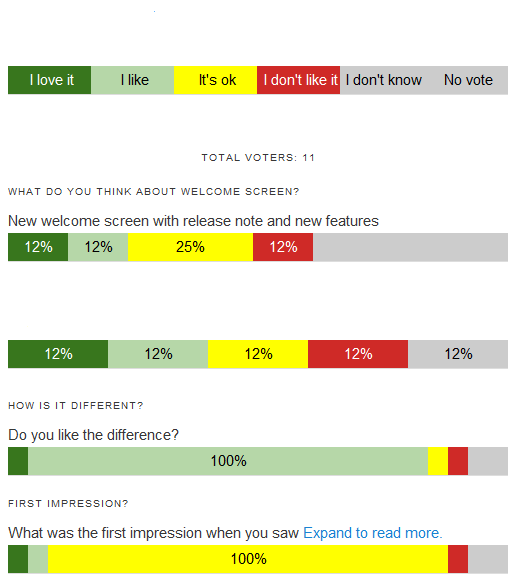 I love it I like It's ok I don't like it I don't know No vote
TOTAL VOTERS: 11
WHAT DO YOU THINK ABOUT WELCOME SCREEN?
New welcome screen with release note and new features
12% 12% 25% 12%
12% 12% 12% 12% 12%
HOW IS IT DIFFERENT?
Do you like the difference?
100%
FIRST IMPRESSION?
What was the first impression when you saw Expand to read more.
100%